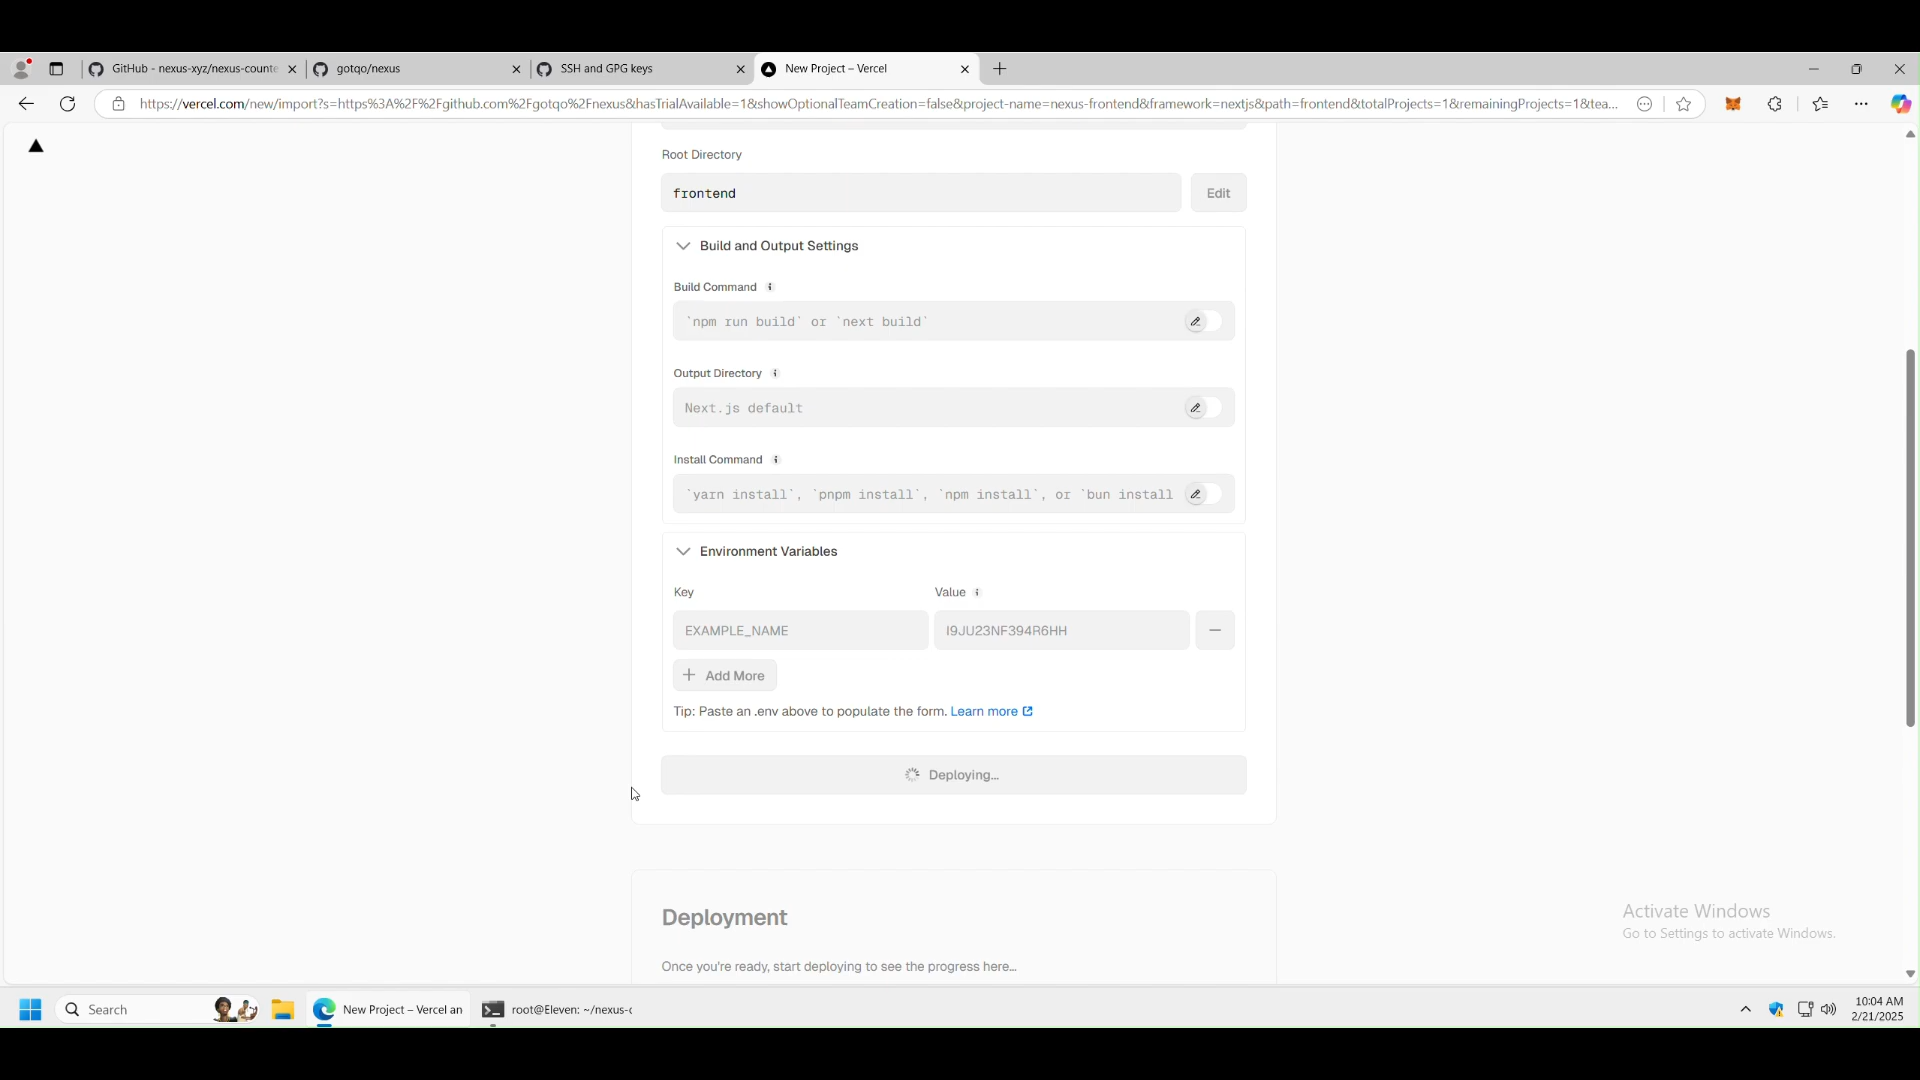 GitHub - nexus-xyz/nexus-counte
gotqo/nexus
SSH and GPG keys
New Project – Vercel
https://vercel.com/new/import?s=https%3A%2F%2Fgithub.com%2Fgotqo%2Fnexus&hasTrialAvailable=1&showOptionalTeamCreation=false&project-name=nexus-frontend&framework=nextjs&path=frontend&totalProjects=1&remainingProjects=1&tea...
Root Directory
frontend
Edit
Build and Output Settings
Build Command
`npm run build` or `next build`
Output Directory
Next.js default
Install Command
`yarn install`, `pnpm install`, `npm install`, or `bun install
Environment Variables
Key
Value
EXAMPLE_NAME
I9JU23NF394R6HH
Add More
Tip: Paste an .env above to populate the form. Learn more
Deploying...
Deployment
Once you're ready, start deploying to see the progress here...
Activate Windows
Go to Settings to activate Windows.
Search
New Project – Vercel an
root@Eleven: ~/nexus-c
10:04 AM
2/21/2025